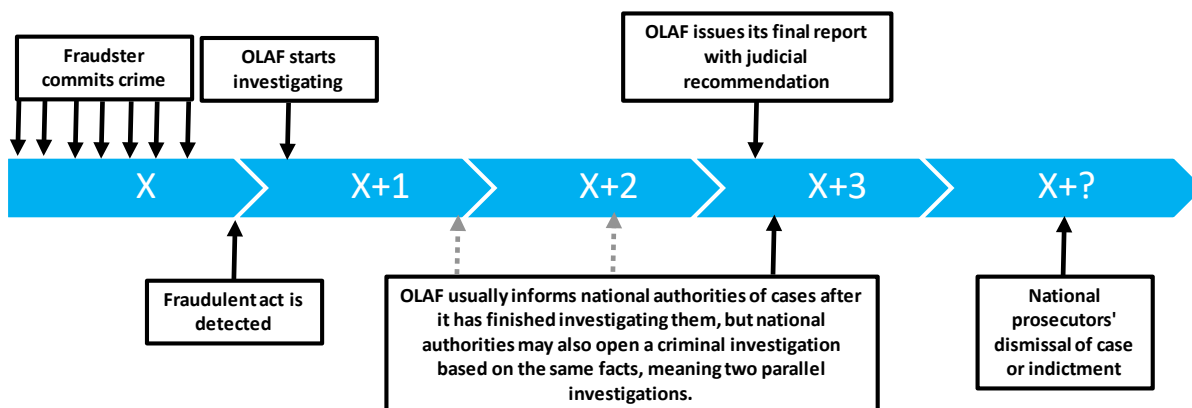 Fraudster
commits crime
OLAF starts
investigating
OLAF issues its final report
with judicial
recommendation
X
X+1
X+2
X+3
X+?
Fraudulent act is
detected
OLAF usually informs national authorities of cases after
it has finished investigating them, but national
authorities may also open a criminal investigation
based on the same facts, meaning two parallel
investigations.
National
prosecutors'
dismissal of case
or indictment